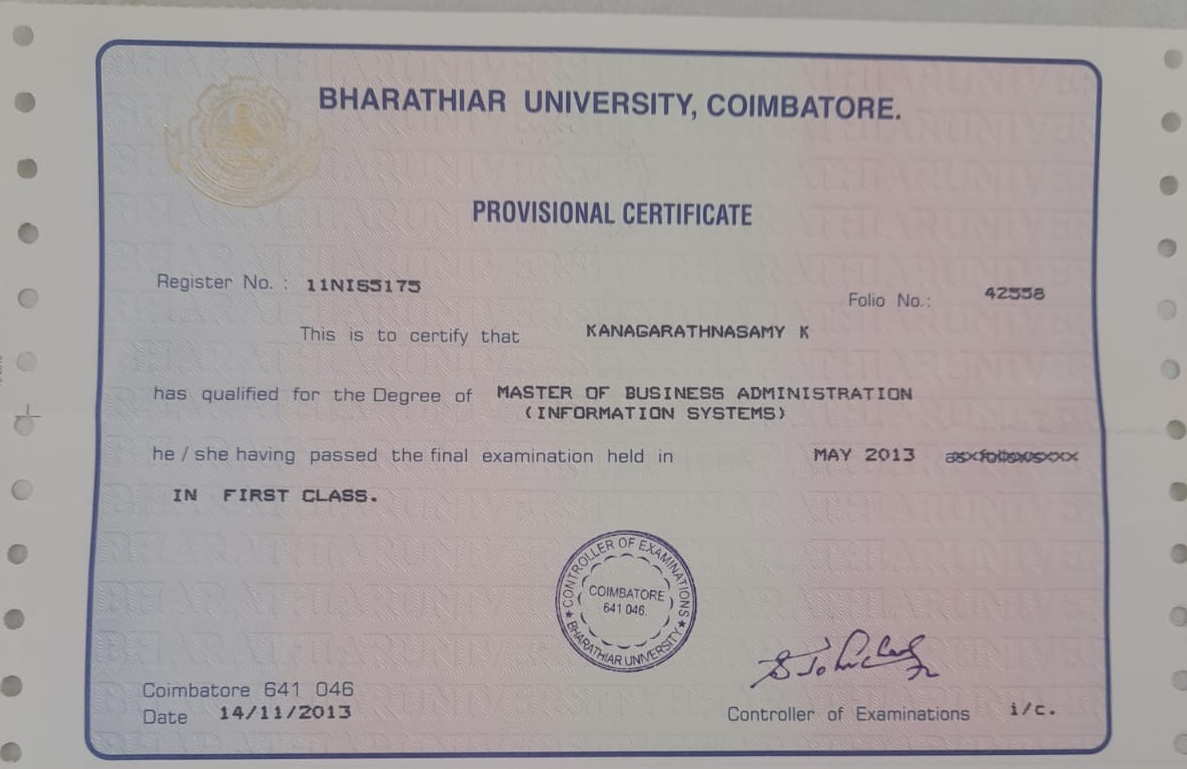 BHARATHIAR UNIVERSITY, COIMBATORE.
PROVISIONAL CERTIFICATE
Register No. : 11NIS5175
Folio No.: 42558
This is to certify that KANAGARATHNASAMY K
has qualified for the Degree of MASTER OF BUSINESS ADMINISTRATION
(INFORMATION SYSTEMS)
he / she having passed the final examination held in MAY 2013
IN FIRST CLASS.
CONTROLLER OF EXAMINATIONS
COIMBATORE
641 046.
BHARATHIAR UNIVERSITY
Coimbatore 641 046
Date 14/11/2013
Controller of Examinations i/c.